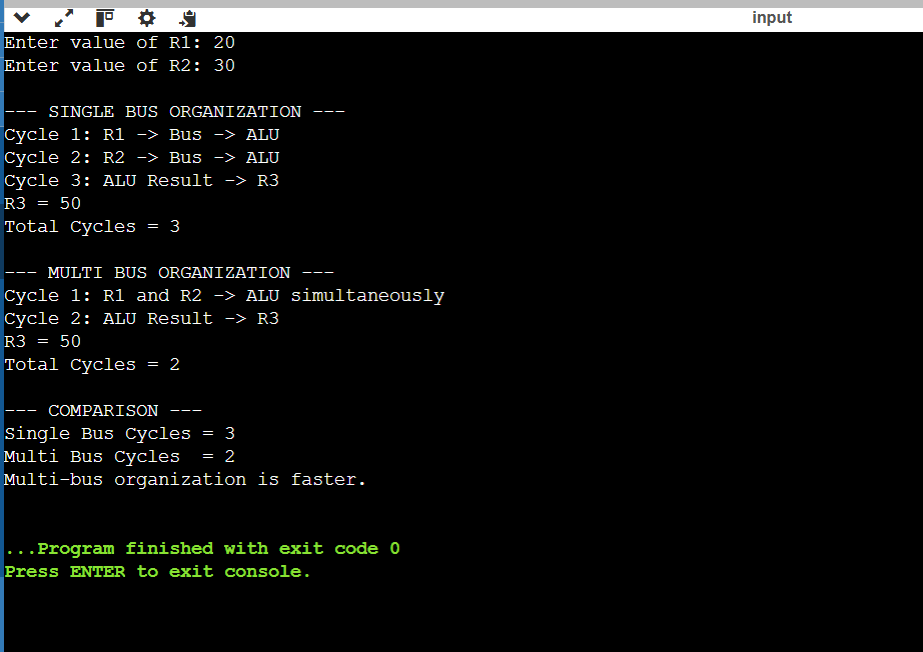 input
Enter value of R1: 20
Enter value of R2: 30
--- SINGLE BUS ORGANIZATION ---
Cycle 1: R1 -> Bus -> ALU
Cycle 2: R2 -> Bus -> ALU
Cycle 3: ALU Result -> R3
R3 = 50
Total Cycles = 3
--- MULTI BUS ORGANIZATION ---
Cycle 1: R1 and R2 -> ALU simultaneously
Cycle 2: ALU Result -> R3
R3 = 50
Total Cycles = 2
--- COMPARISON ---
Single Bus Cycles = 3
Multi Bus Cycles  = 2
Multi-bus organization is faster.
...Program finished with exit code 0
Press ENTER to exit console.